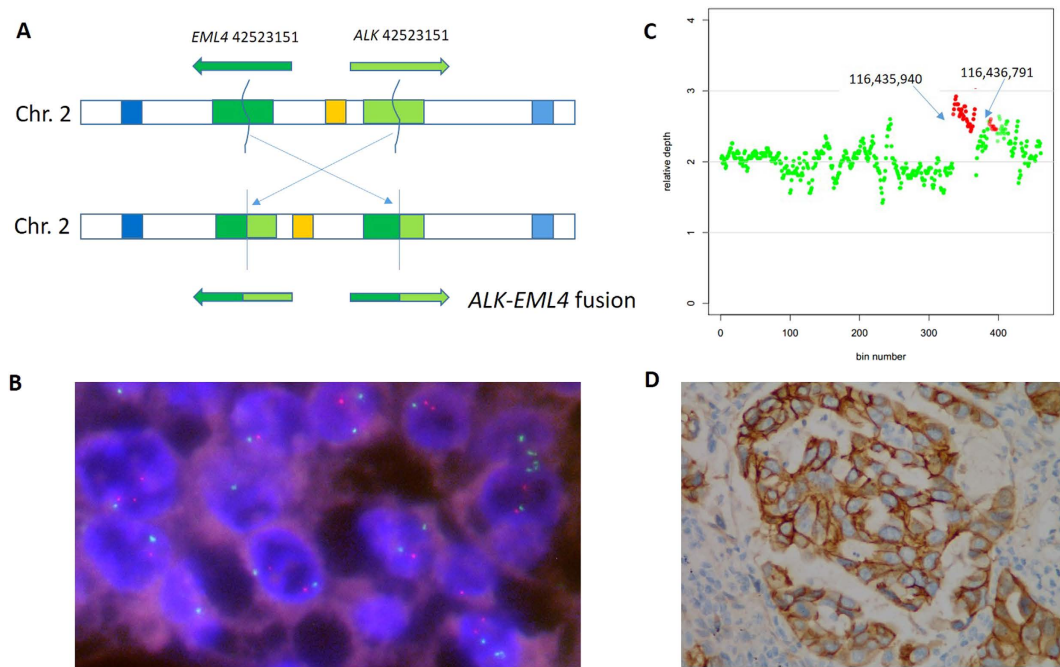 A
EML4 42523151
ALK 42523151
Chr. 2
Chr. 2
ALK-EML4 fusion
B
C
4
3
2
1
0
relative depth
116,435,940
116,436,791
0
100
200
300
400
bin number
D